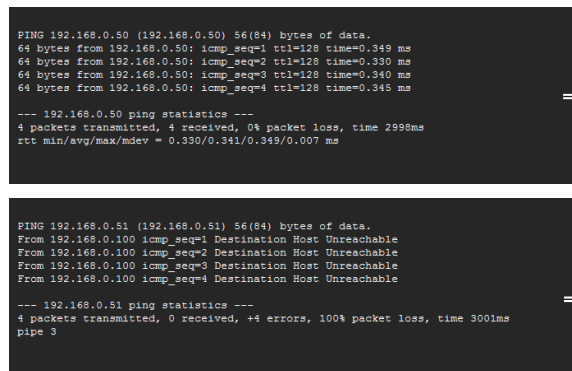 PING 192.168.0.50 (192.168.0.50) 56(84) bytes of data.
64 bytes from 192.168.0.50: icmp_seq=1 ttl=128 time=0.349 ms
64 bytes from 192.168.0.50: icmp_seq=2 ttl=128 time=0.330 ms
64 bytes from 192.168.0.50: icmp_seq=3 ttl=128 time=0.340 ms
64 bytes from 192.168.0.50: icmp_seq=4 ttl=128 time=0.345 ms
--- 192.168.0.50 ping statistics ---
4 packets transmitted, 4 received, 0% packet loss, time 2998ms
rtt min/avg/max/mdev = 0.330/0.341/0.349/0.007 ms
PING 192.168.0.51 (192.168.0.51) 56(84) bytes of data.
From 192.168.0.100 icmp_seq=1 Destination Host Unreachable
From 192.168.0.100 icmp_seq=2 Destination Host Unreachable
From 192.168.0.100 icmp_seq=3 Destination Host Unreachable
From 192.168.0.100 icmp_seq=4 Destination Host Unreachable
--- 192.168.0.51 ping statistics ---
4 packets transmitted, 0 received, +4 errors, 100% packet loss, time 3001ms
pipe 3